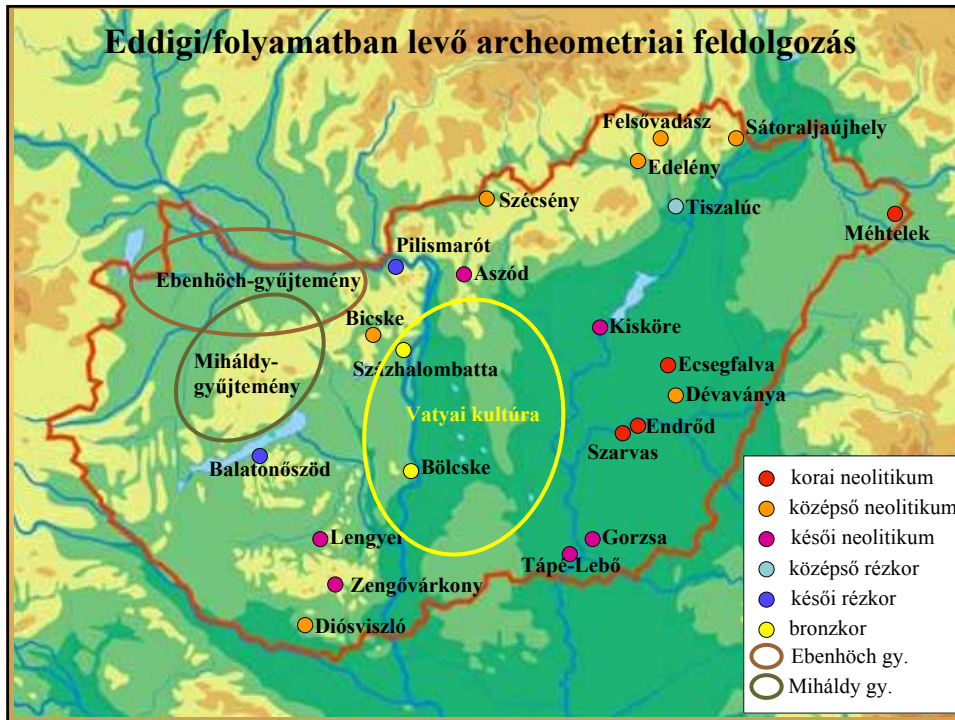 Eddigi/folyamatban levő archeometriai feldolgozás
Felsővadász
Sátoraljaújhely
Edelény
Szécsény
Tiszalúc
Méhtelek
Pilismarót
Ebenhöch-gyűjtemény
Aszód
Bicske
Kisköre
Miháldy-
gyűjtemény
Százhalombatta
Ecsegfalva
Dévaványa
Vatyai kultúra
Endrőd
Szarvas
Balatonőszöd
Bölcske
Lengyel
Gorzsa
Tápé-Lebő
Zengővárkony
Diósviszló
korai neolitikum
középső neolitikum
késői neolitikum
középső rézkor
késői rézkor
bronzkor
Ebenhöch gy.
Miháldy gy.